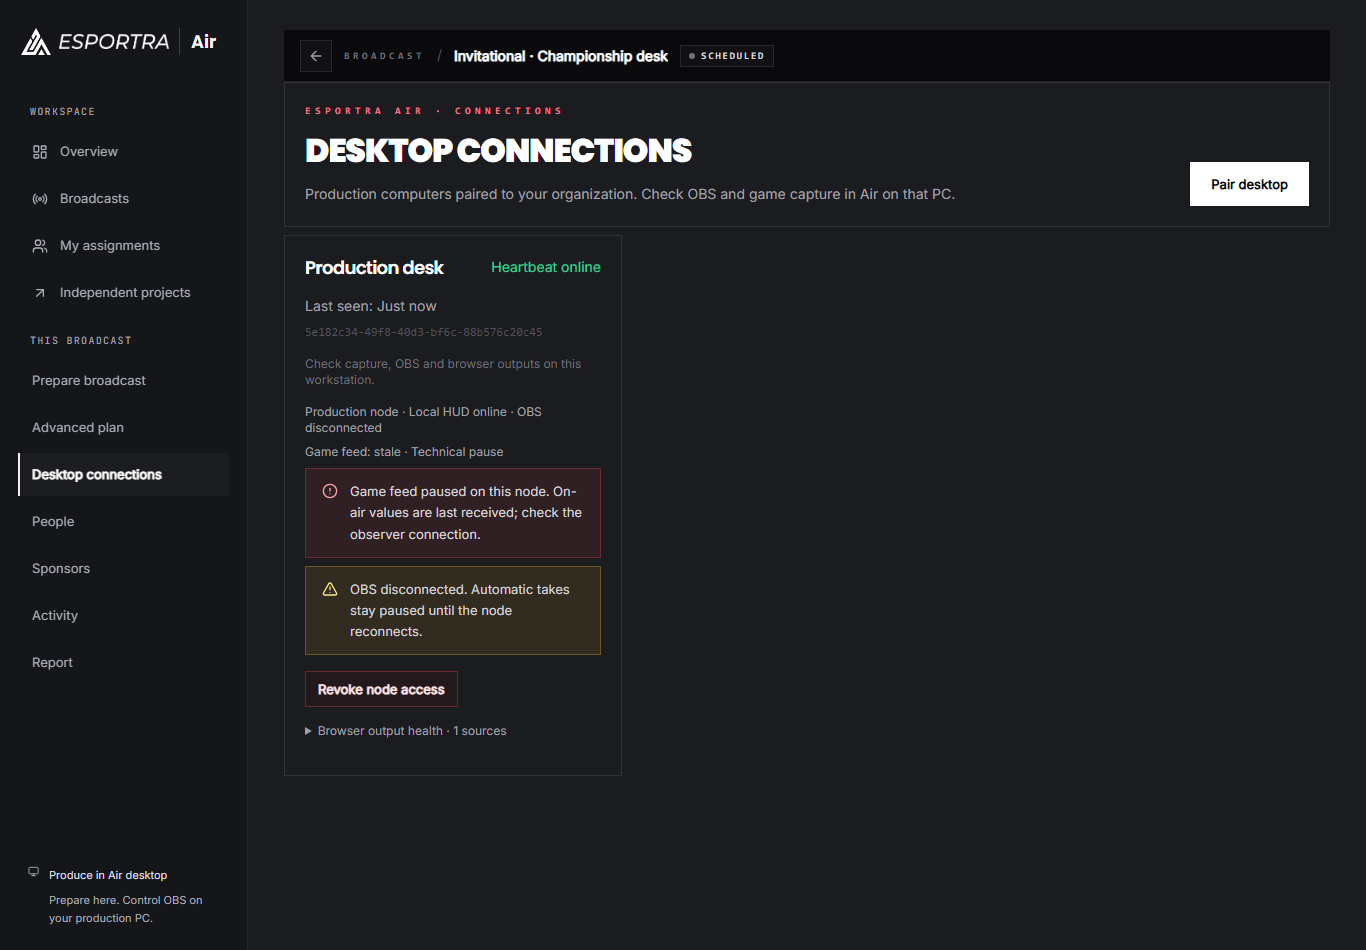 ESPORTRA Air
WORKSPACE
Overview
Broadcasts
My assignments
Independent projects
THIS BROADCAST
Prepare broadcast
Advanced plan
Desktop connections
People
Sponsors
Activity
Report
Produce in Air desktop
Prepare here. Control OBS on
your production PC.
BROADCAST / Invitational · Championship desk SCHEDULED
ESPORTRA AIR · CONNECTIONS
DESKTOP CONNECTIONS
Production computers paired to your organization. Check OBS and game capture in Air on that PC.
Pair desktop
Production desk Heartbeat online
Last seen: Just now
5e182c34-49f8-40d3-bf6c-88b576c20c45
Check capture, OBS and browser outputs on this
workstation.
Production node · Local HUD online · OBS
disconnected
Game feed: stale · Technical pause
Game feed paused on this node. On-
air values are last received; check the
observer connection.
OBS disconnected. Automatic takes
stay paused until the node
reconnects.
Revoke node access
Browser output health · 1 sources